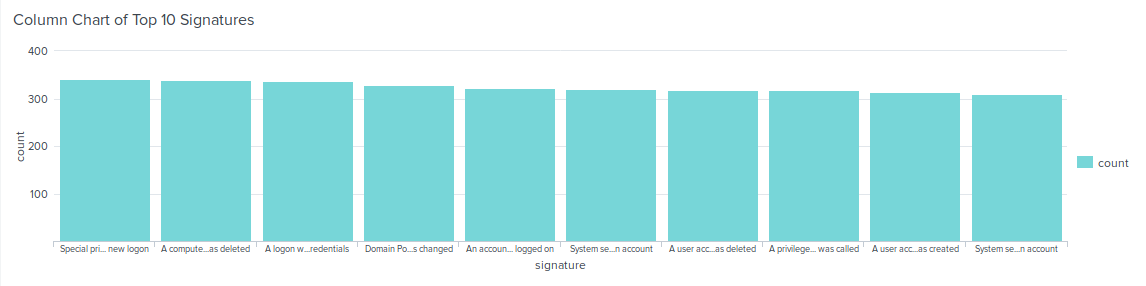 Column Chart of Top 10 Signatures
400
300
200
100
count
Special pri... new logon
A compute...as deleted
A logon w...redentials
Domain Po...s changed
An accoun... logged on
System se...n account
A user acc...as deleted
A privilege... was called
A user acc...as created
System se...n account
signature
count